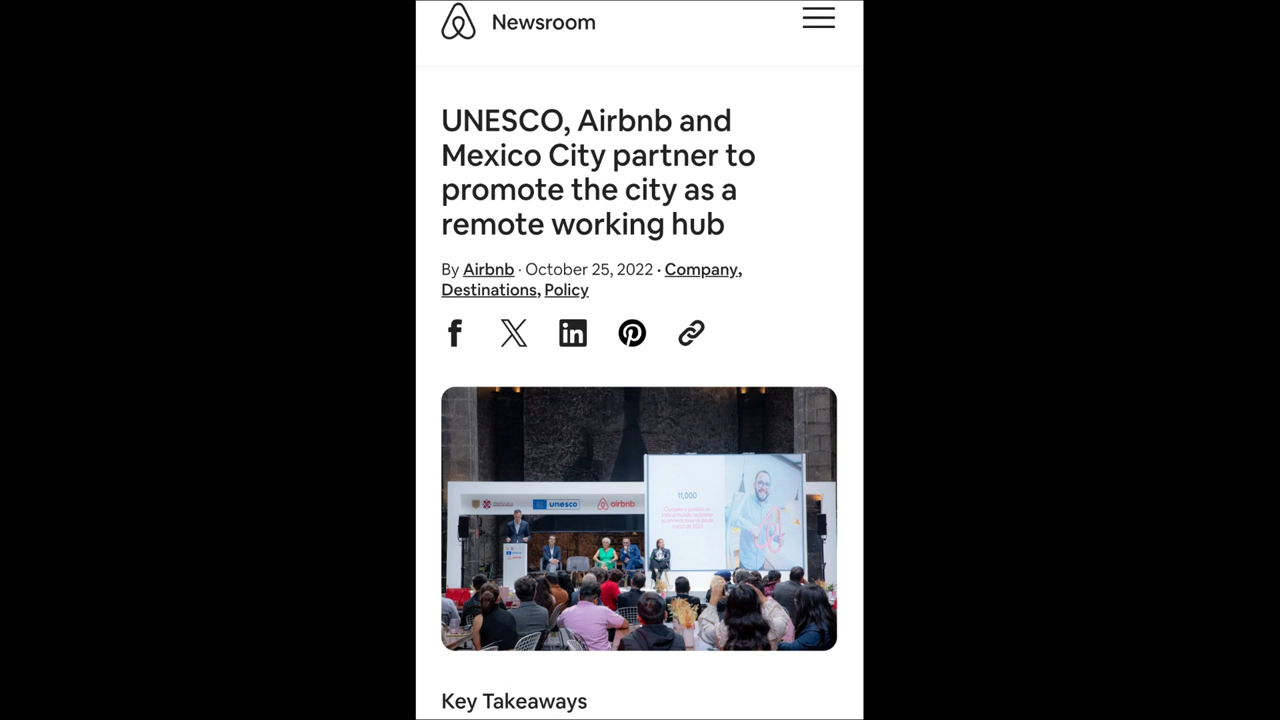 Newsroom
UNESCO, Airbnb and
Mexico City partner to
promote the city as a
remote working hub
By Airbnb · October 25, 2022 · Company,
Destinations, Policy
unesco
airbnb
11,000
Key Takeaways